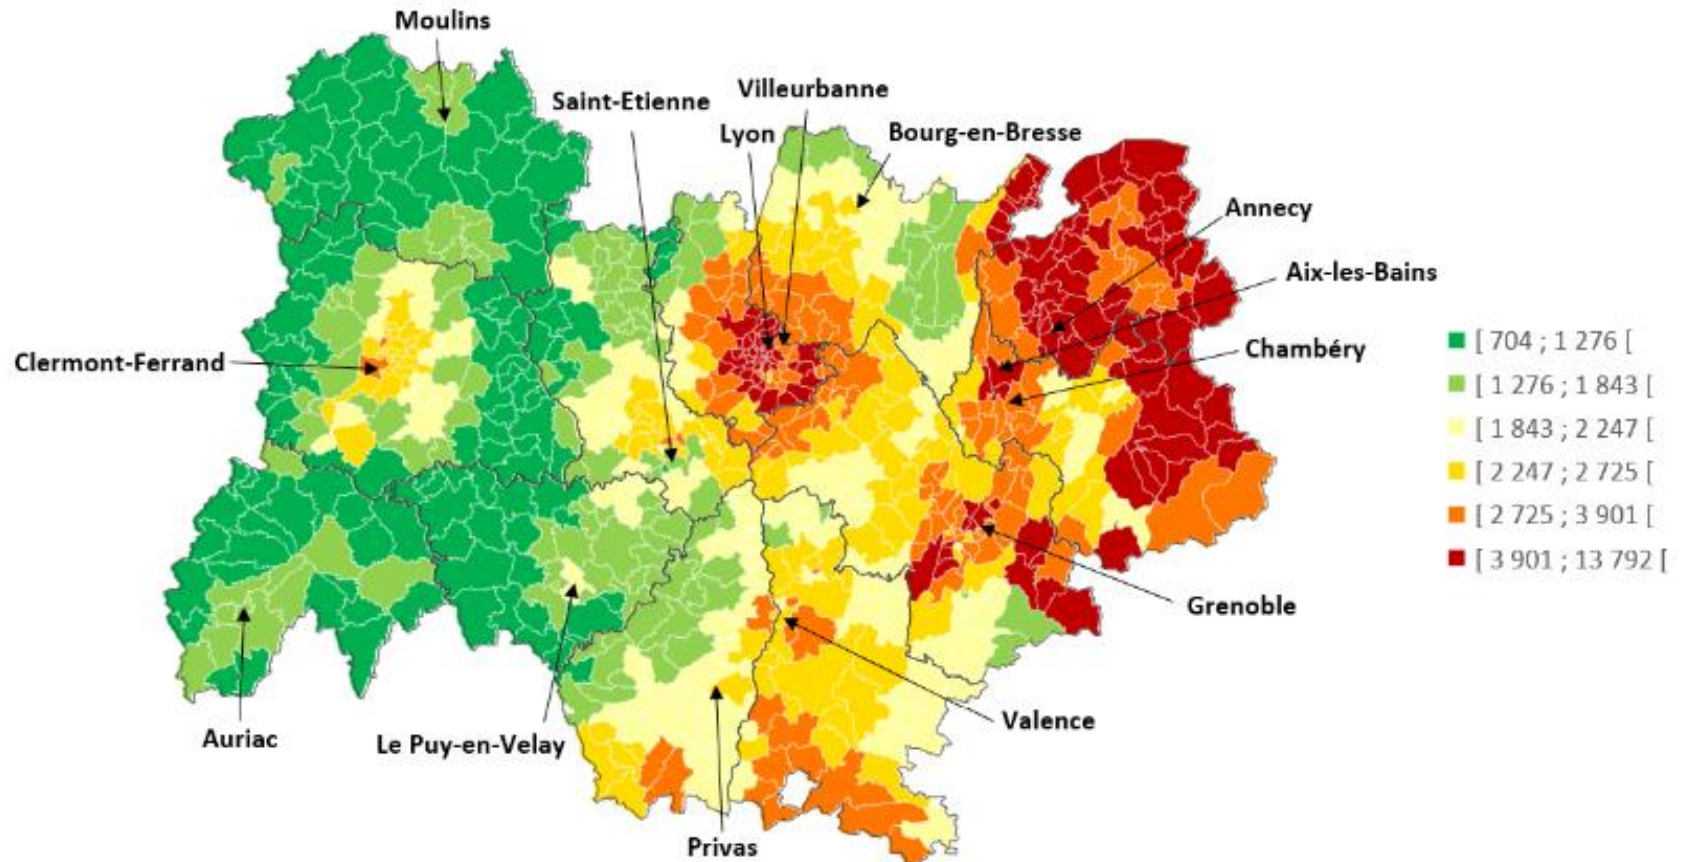 Moulins
Villeurbanne
Saint-Etienne
Lyon
Bourg-en-Bresse
Annecy
Aix-les-Bains
Chambéry
Clermont-Ferrand
[ 704 ; 1 276 [
[ 1 276 ; 1 843 [
[ 1 843 ; 2 247 [
[ 2 247 ; 2 725 [
[ 2 725 ; 3 901 [
[ 3 901 ; 13 792 [
Grenoble
Valence
Auriac
Le Puy-en-Velay
Privas